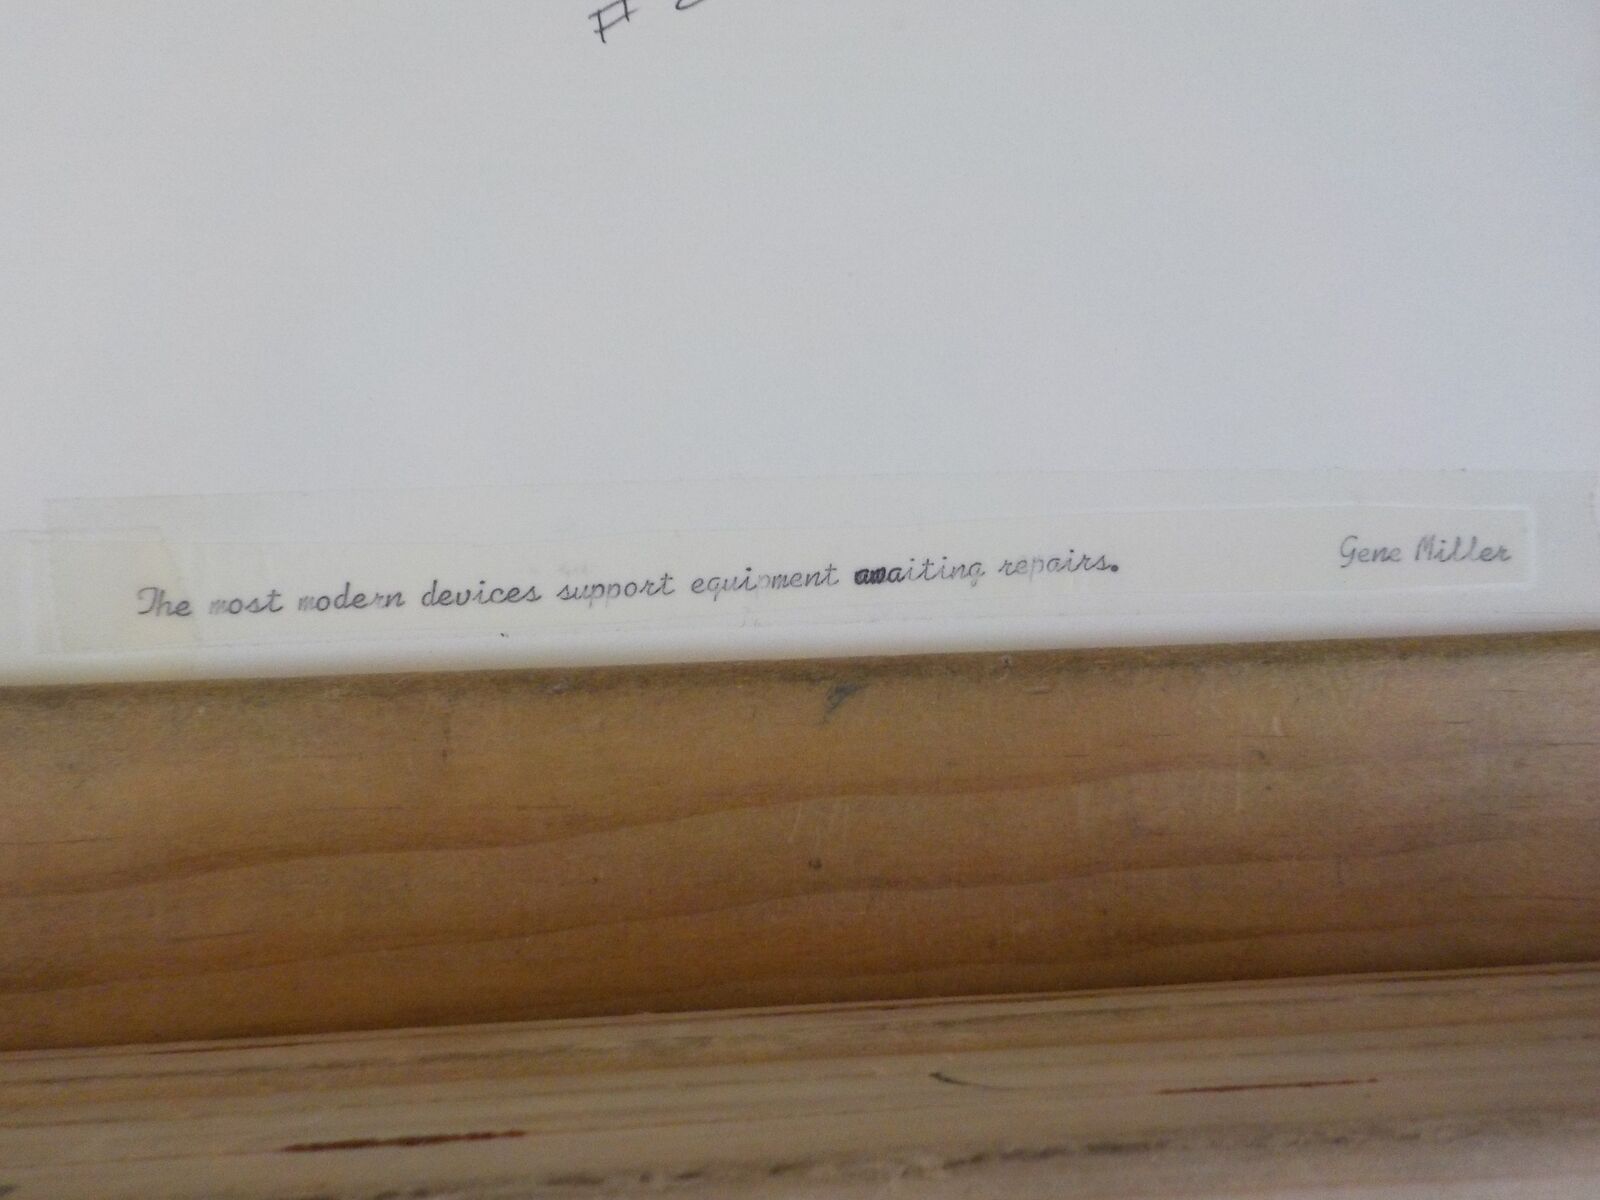 #
The most modern devices support equipment awaiting repairs. Gene Miller